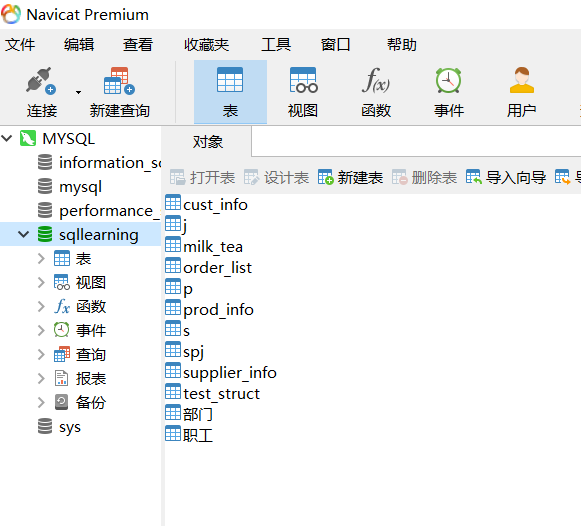 Navicat Premium
文件 编辑 查看 收藏夹 工具 窗口 帮助
连接 新建查询 表 视图 函数 事件 用户
MYSQL
information_sc
mysql
performance_
sqllearning
表
视图
函数
事件
查询
报表
备份
sys
对象
打开表 设计表 新建表 删除表 导入向导
cust_info
j
milk_tea
order_list
p
prod_info
s
spj
supplier_info
test_struct
部门
职工